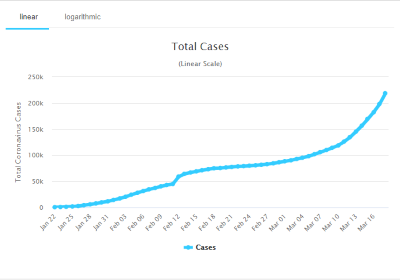 linear logarithmic
Total Cases
(Linear Scale)
Total Coronavirus Cases
250k
200k
150k
100k
50k
0
Jan 22
Jan 25
Jan 28
Jan 31
Feb 03
Feb 06
Feb 09
Feb 12
Feb 15
Feb 18
Feb 21
Feb 24
Feb 27
Mar 01
Mar 04
Mar 07
Mar 10
Mar 13
Mar 16
Cases